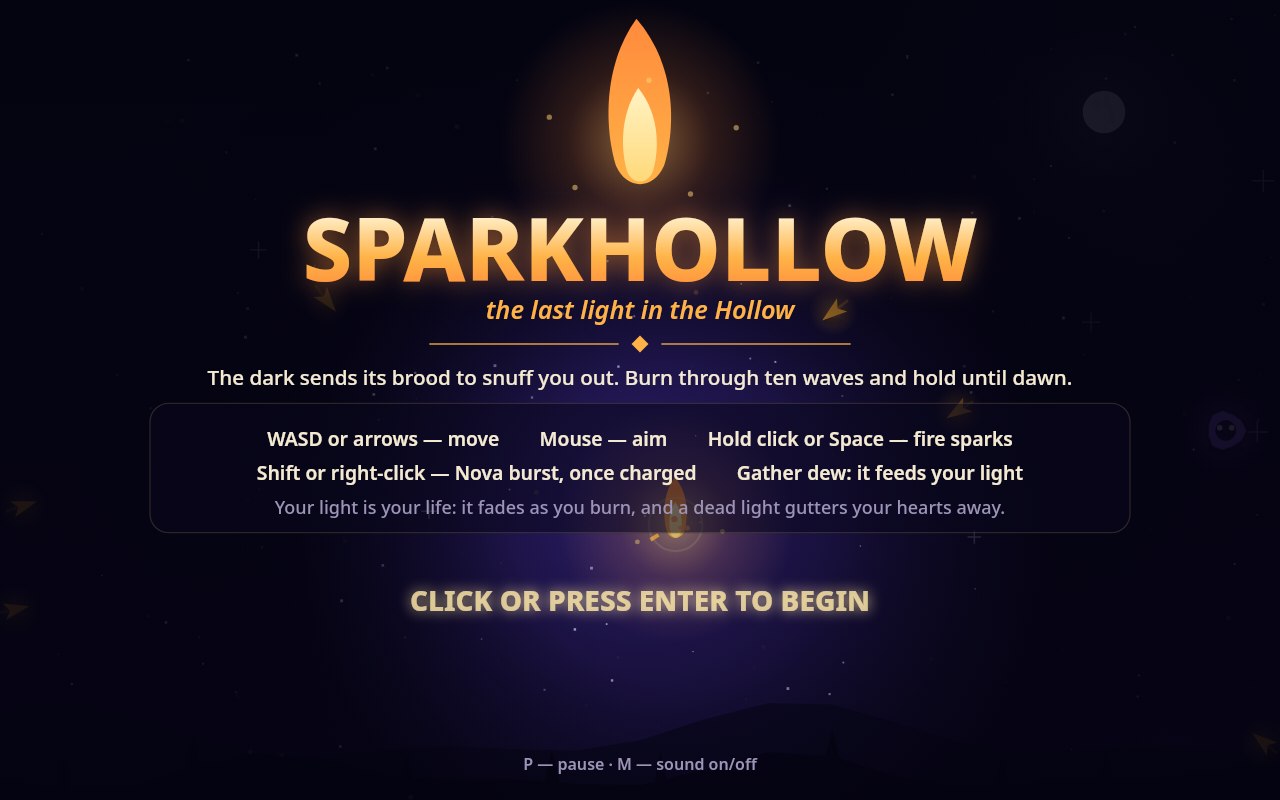 SPARKHOLLOW
the last light in the Hollow
The dark sends its brood to snuff you out. Burn through ten waves and hold until dawn.
WASD or arrows — move Mouse — aim Hold click or Space — fire sparks
Shift or right-click — Nova burst, once charged Gather dew: it feeds your light
Your light is your life: it fades as you burn, and a dead light gutters your hearts away.
CLICK OR PRESS ENTER TO BEGIN
P — pause · M — sound on/off